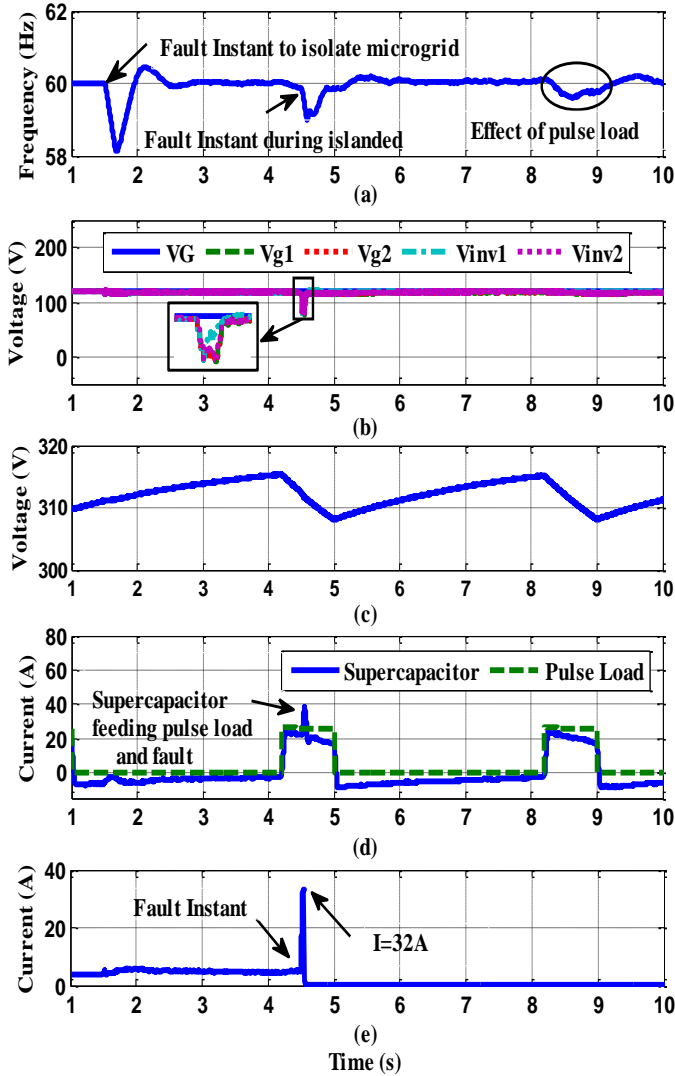 Frequency (Hz)
62
60
58
Fault Instant to isolate microgrid
Fault Instant during islanded
Effect of pulse load
1 2 3 4 5 6 7 8 9 10
(a)
Voltage (V)
200
100
0
VG Vg1 Vg2 Vinv1 Vinv2
1 2 3 4 5 6 7 8 9 10
(b)
Voltage (V)
320
310
300
1 2 3 4 5 6 7 8 9 10
(c)
Current (A)
80
60
40
20
0
Supercapacitor Pulse Load
Supercapacitor
feeding pulse load
and fault
1 2 3 4 5 6 7 8 9 10
(d)
Current (A)
40
20
0
Fault Instant
I=32A
1 2 3 4 5 6 7 8 9 10
(e)
Time (s)